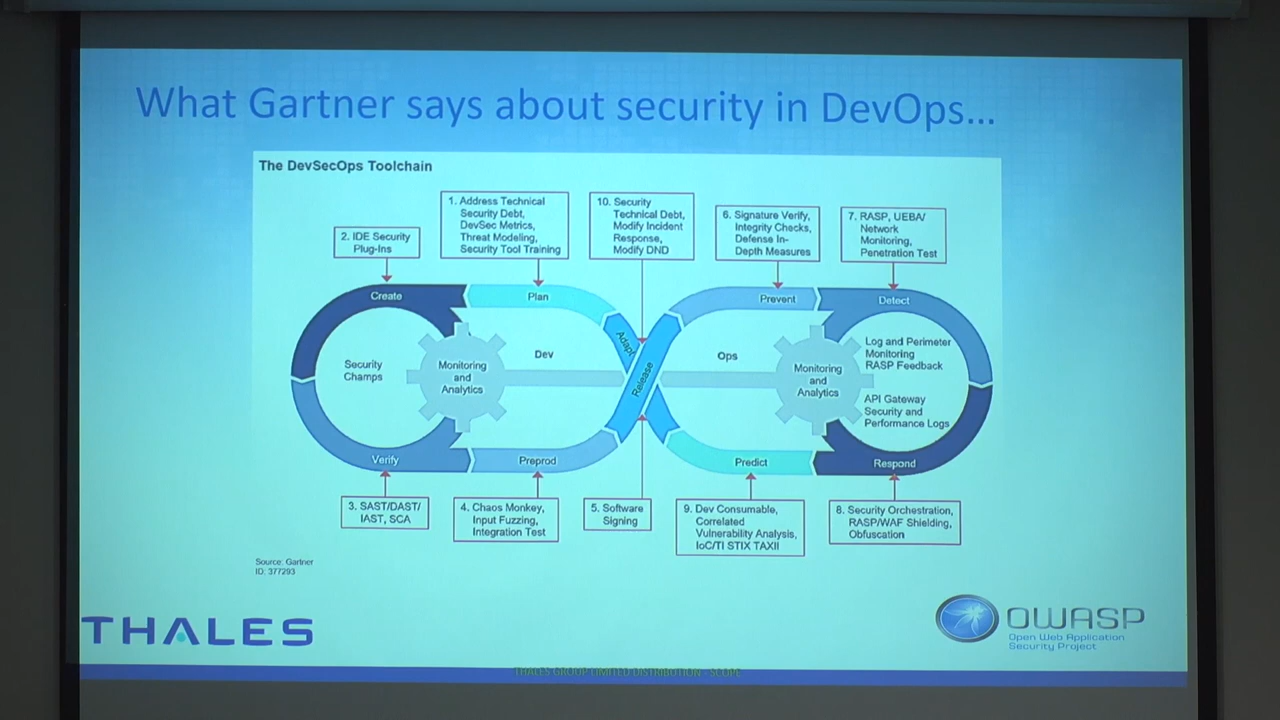 What Gartner says about security in DevOps...
The DevSecOps Toolchain
1. Address Technical
Security Debt,
DevSec Metrics,
Threat Modeling,
Security Tool Training
10. Security
Technical Debt,
Modify Incident
Response,
Modify DND
6. Signature Verify,
Integrity Checks,
Defense In-
Depth Measures
7. RASP, UEBA/
Network
Monitoring,
Penetration Test
2. IDE Security
Plug-Ins
Create
Plan
Prevent
Detect
Adapt
Release
Security
Champs
Monitoring
and
Analytics
Dev
Ops
Monitoring
and
Analytics
Log and Perimeter
Monitoring
RASP Feedback
API Gateway
Security and
Performance Logs
Verify
Preprod
Predict
Respond
3. SAST/DAST/
IAST, SCA
4. Chaos Monkey,
Input Fuzzing,
Integration Test
5. Software
Signing
9. Dev Consumable,
Correlated
Vulnerability Analysis,
IoC/TI STIX TAXII
8. Security Orchestration,
RASP/WAF Shielding,
Obfuscation
Source: Gartner
ID: 377293
THALES
OWASP
Open Web Application
Security Project
THALES GROUP LIMITED DISTRIBUTION - SCOPE